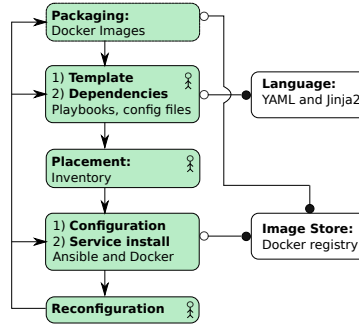 Packaging:
Docker Images
1) Template
2) Dependencies
Playbooks, config files
Language:
YAML and Jinja2
Placement:
Inventory
1) Configuration
2) Service install
Ansible and Docker
Image Store:
Docker registry
Reconfiguration